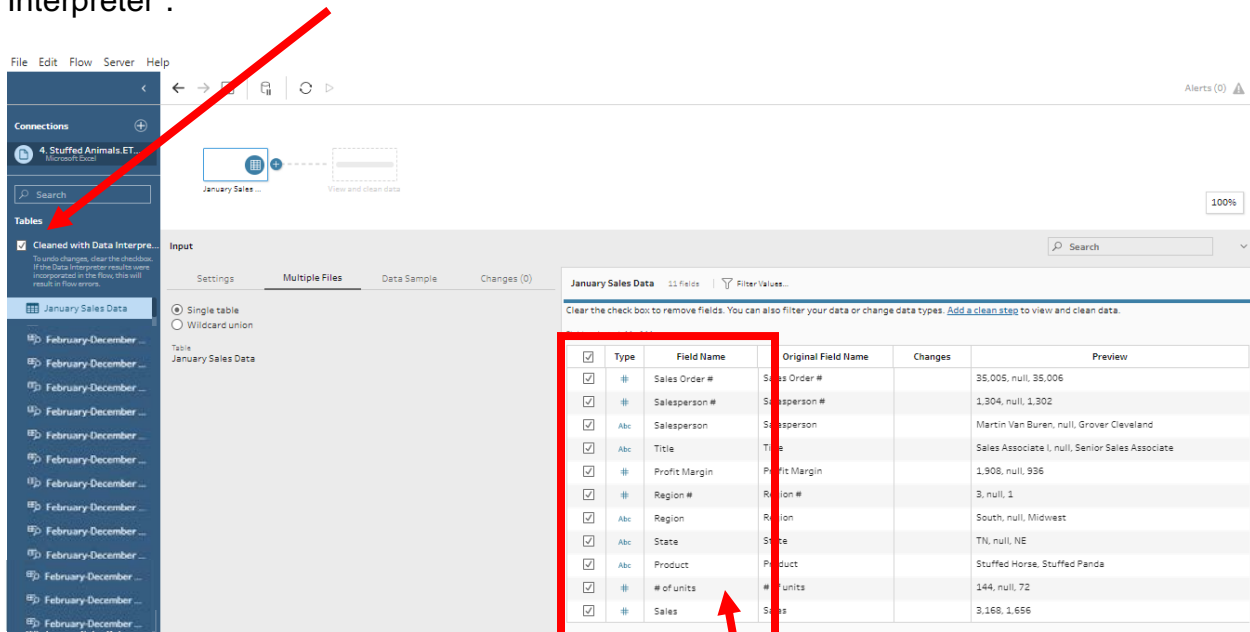 interpreter".
File Edit Flow Server Help
Alerts (0)
Connections
4. Stuffed Animals.ET...
Microsoft Excel
Search
Tables
January Sales ...
View and clean data
100%
Cleaned with Data Interpre...
To undo changes, clear the checkbox.
If the Data Interpreter results were
incorporated in the flow, this will
result in flow errors.
January Sales Data
February-December ...
February-December ...
February-December ...
February-December ...
February-December ...
February-December ...
February-December ...
February-December ...
February-December ...
February-December ...
February-December ...
February-December ...
February-December ...
Input
Search
Settings Multiple Files Data Sample Changes (0)
Single table
Wildcard union
Table
January Sales Data
January Sales Data 11 fields Filter Values...
Clear the check box to remove fields. You can also filter your data or change data types. Add a clean step to view and clean data.
Type Field Name Original Field Name Changes Preview
# Sales Order # Sales Order # 35,005, null, 35,006
# Salesperson # Salesperson # 1,304, null, 1,302
Abc Salesperson Salesperson Martin Van Buren, null, Grover Cleveland
Abc Title Title Sales Associate I, null, Senior Sales Associate
# Profit Margin Profit Margin 1,908, null, 936
# Region # Region # 3, null, 1
Abc Region Region South, null, Midwest
Abc State State TN, null, NE
Abc Product Product Stuffed Horse, Stuffed Panda
# # of units # of units 144, null, 72
# Sales Sales 3,168, 1,656